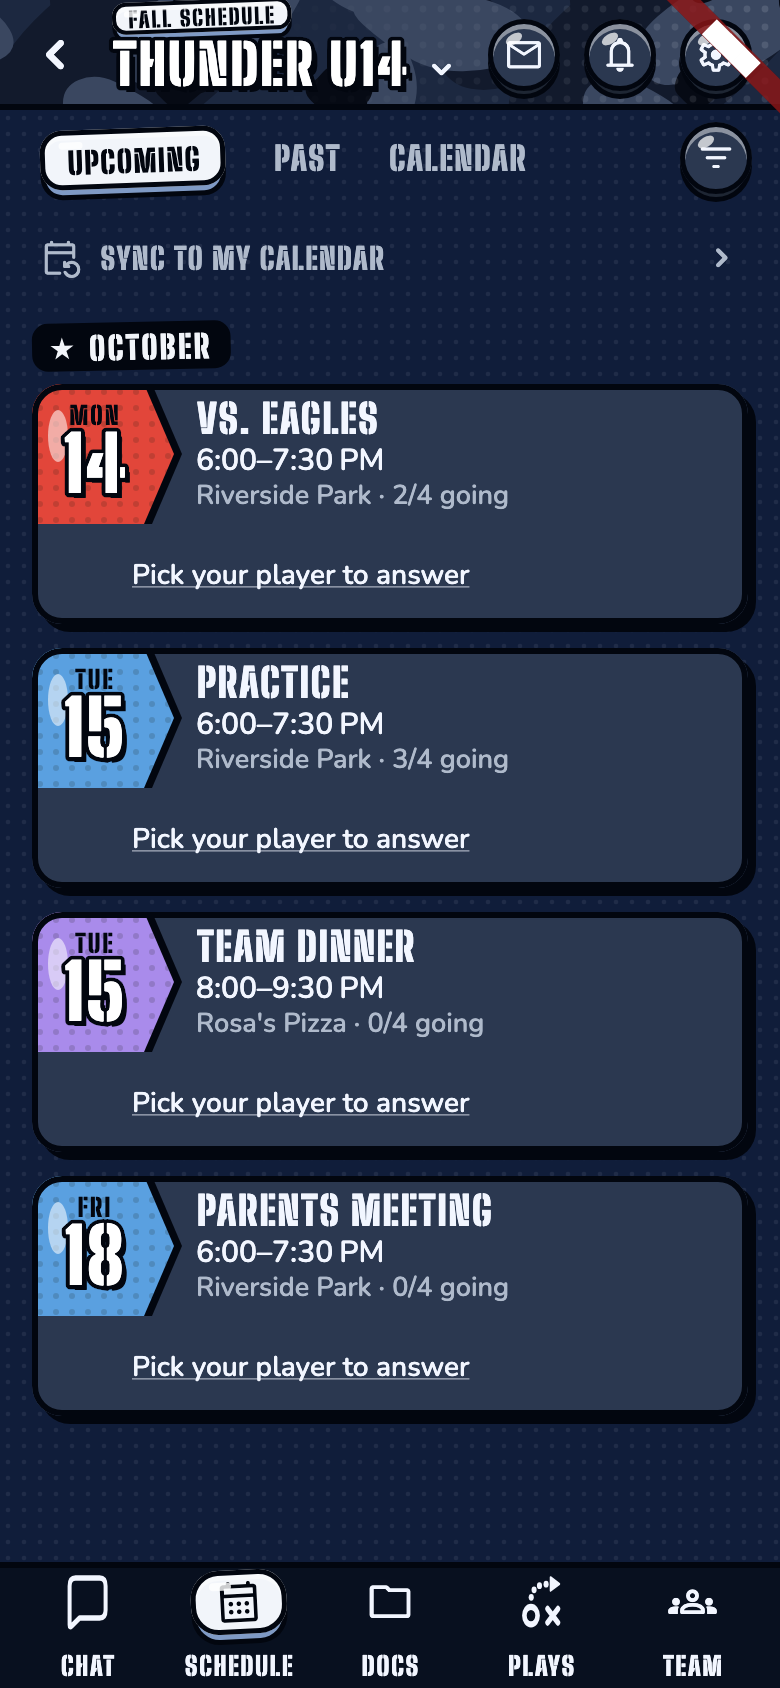 FALL SCHEDULE
THUNDER U14
UPCOMING
PAST
CALENDAR
SYNC TO MY CALENDAR
★ OCTOBER
MON
14
VS. EAGLES
6:00–7:30 PM
Riverside Park · 2/4 going
Pick your player to answer
TUE
15
PRACTICE
6:00–7:30 PM
Riverside Park · 3/4 going
Pick your player to answer
TUE
15
TEAM DINNER
8:00–9:30 PM
Rosa's Pizza · 0/4 going
Pick your player to answer
FRI
18
PARENTS MEETING
6:00–7:30 PM
Riverside Park · 0/4 going
Pick your player to answer
OX
CHAT
SCHEDULE
DOCS
PLAYS
TEAM